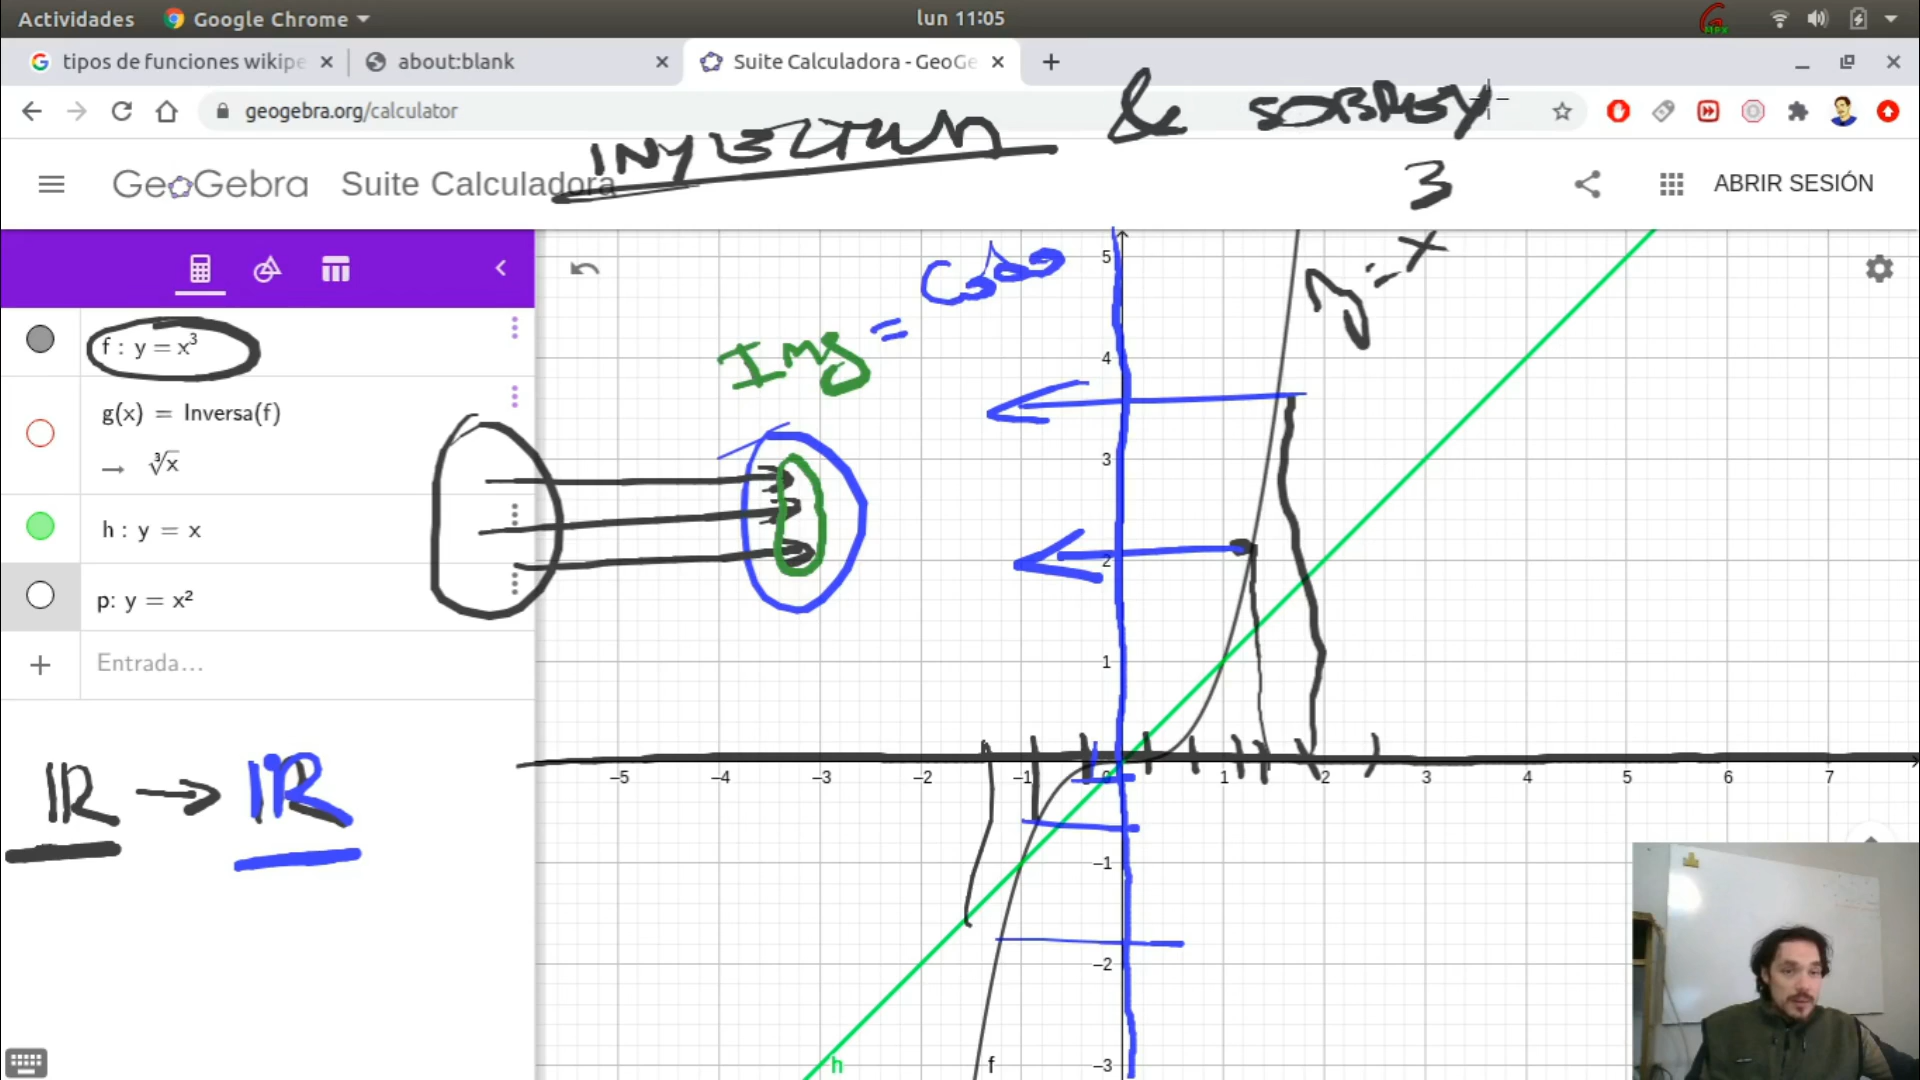 Actividades Google Chrome lun 11:05
tipos de funciones wikipe about:blank Suite Calculadora - GeoGe
geogebra.org/calculator
INYECTIVA & SOBREY
GeoGebra Suite Calculadora ABRIR SESIÓN
f : y = x³
g(x) = Inversa(f)
→ ∛x
h : y = x
p: y = x²
Entrada...
IR → IR
Img =
y = x 3
5
4
3
2
1
−5 −4 −3 −2 −1 0 1 2 3 4 5 6 7
−1
−2
−3
h f